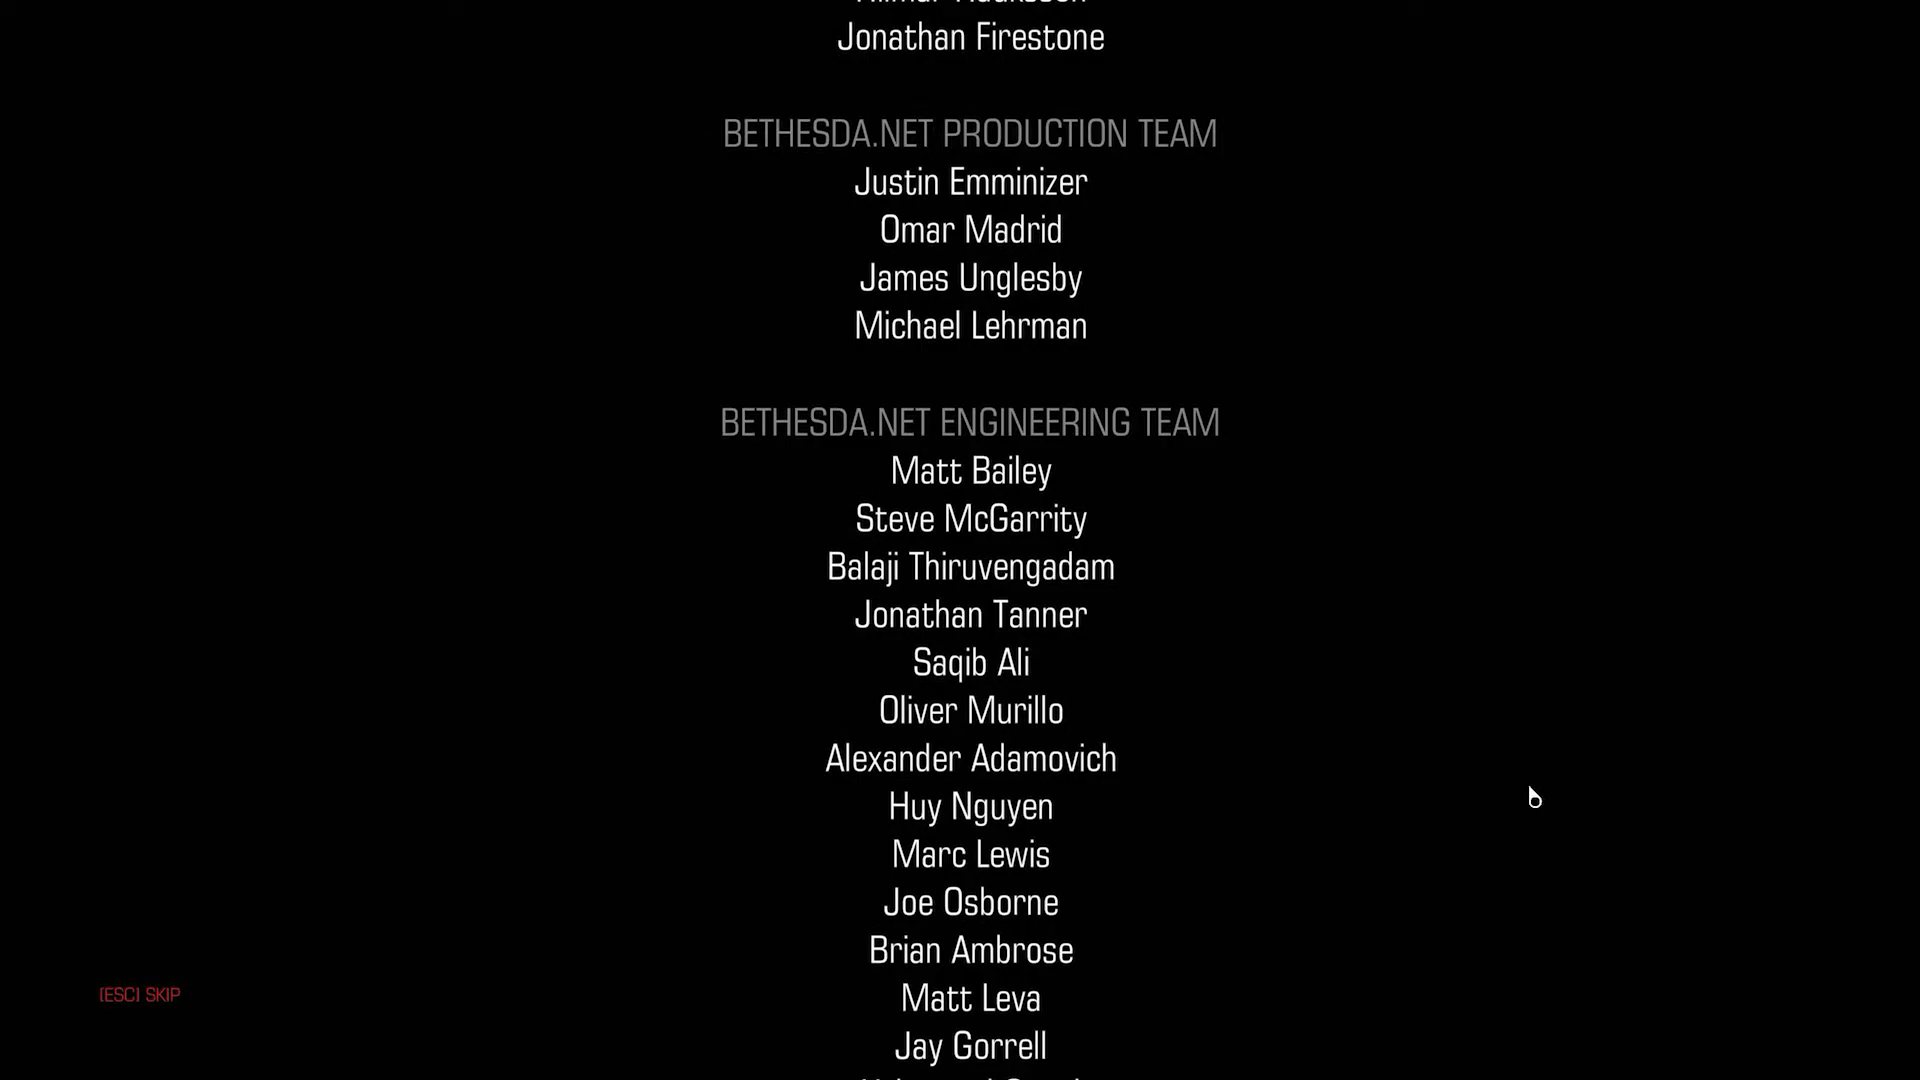 Jonathan Firestone
BETHESDA.NET PRODUCTION TEAM
Justin Emminizer
Omar Madrid
James Unglesby
Michael Lehrman
BETHESDA.NET ENGINEERING TEAM
Matt Bailey
Steve McGarrity
Balaji Thiruvengadam
Jonathan Tanner
Saqib Ali
Oliver Murillo
Alexander Adamovich
Huy Nguyen
Marc Lewis
Joe Osborne
Brian Ambrose
Matt Leva
[ESC] SKIP
Jay Gorrell